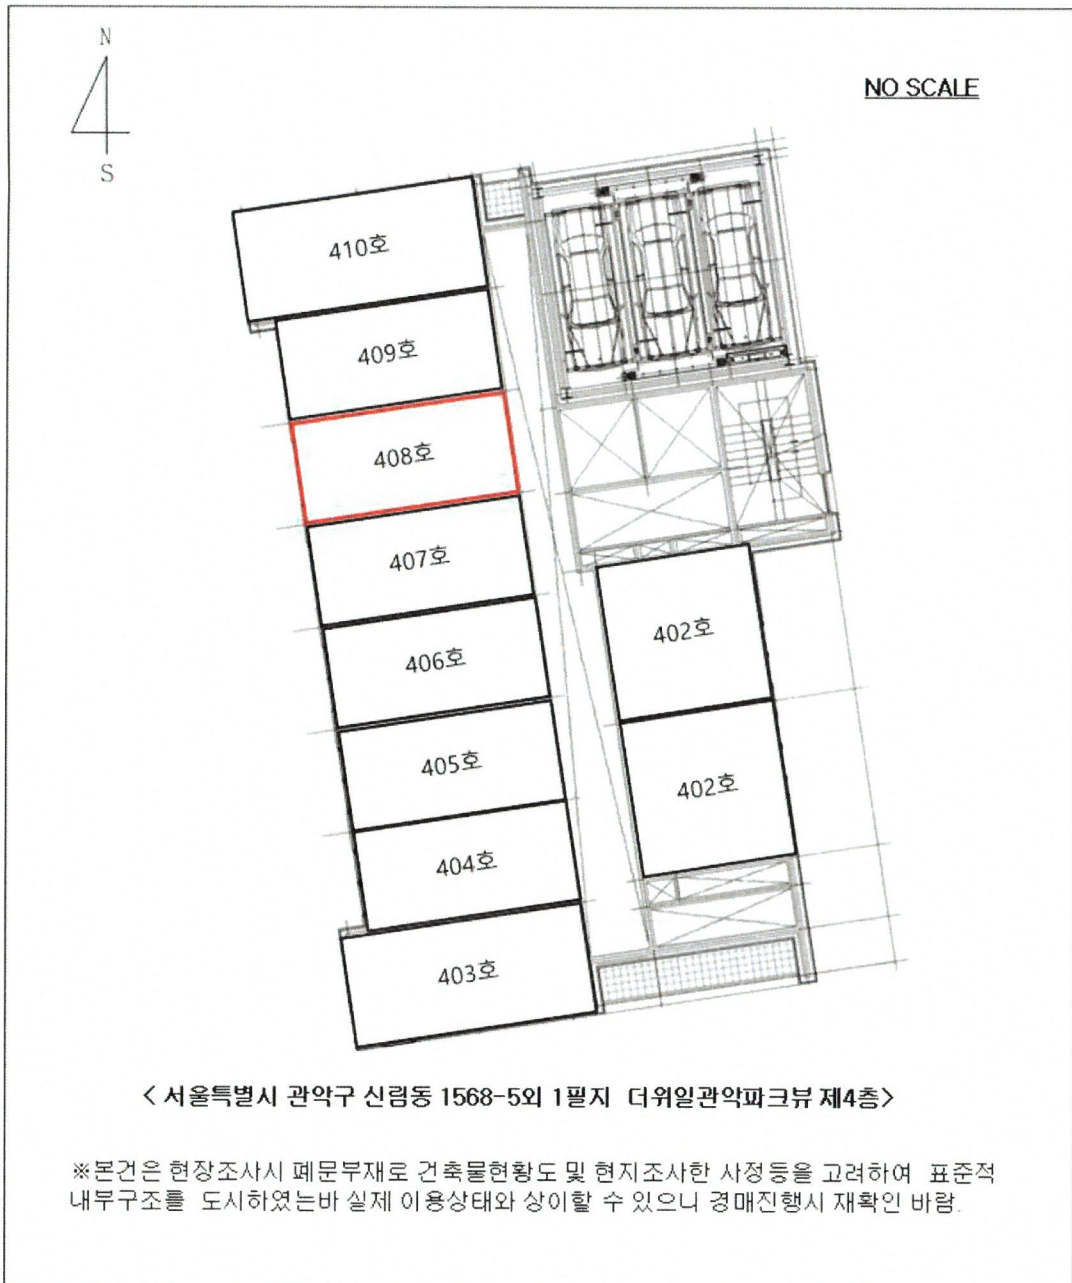 N
S
NO SCALE
410호
409호
408호
407호
406호
405호
404호
403호
402호
402호
< 서울특별시 관악구 신림동 1568-5외 1필지 더위일관악파크뷰 제4층>
※본건은 현장조사시 폐문부재로 건축물현황도 및 현지조사한 사정등을 고려하여 표준적
내부구조를 도시하였는바 실제 이용상태와 상이할 수 있으니 경매진행시 재확인 바람.